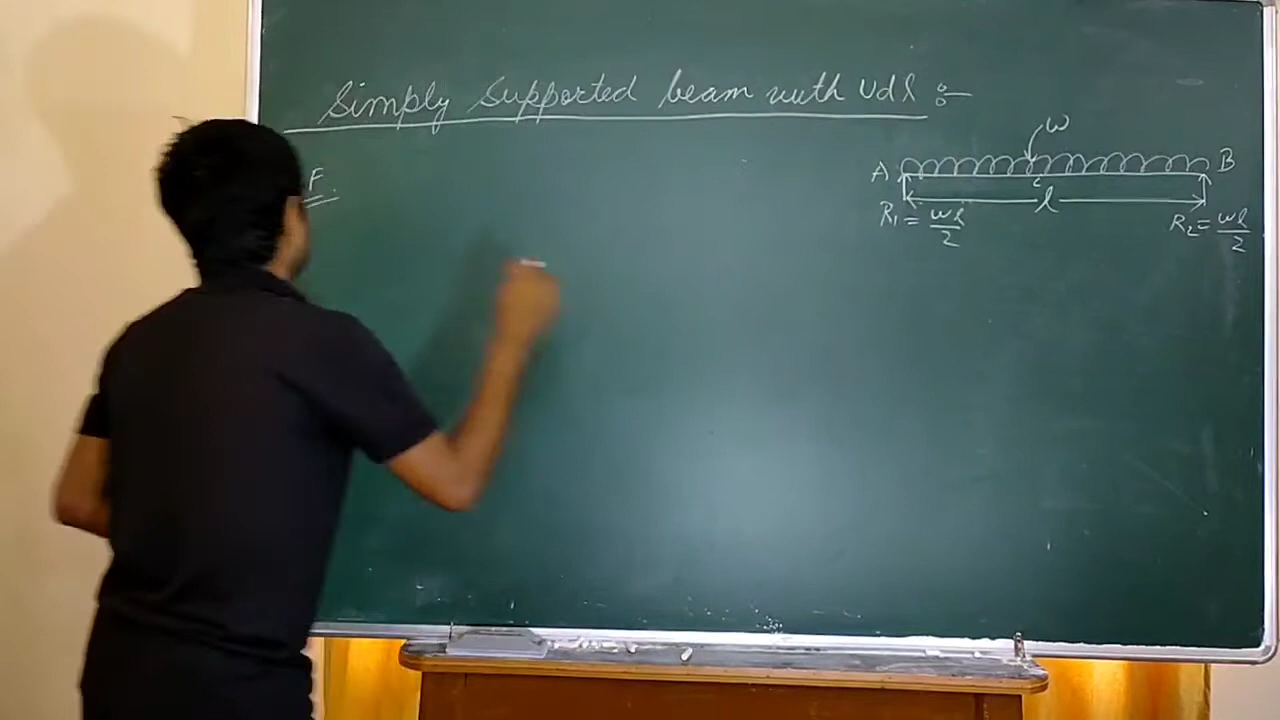 Simply Supported beam with Udl :-
F.
w
A B
c
l
R1 = wl/2 R2 = wl/2